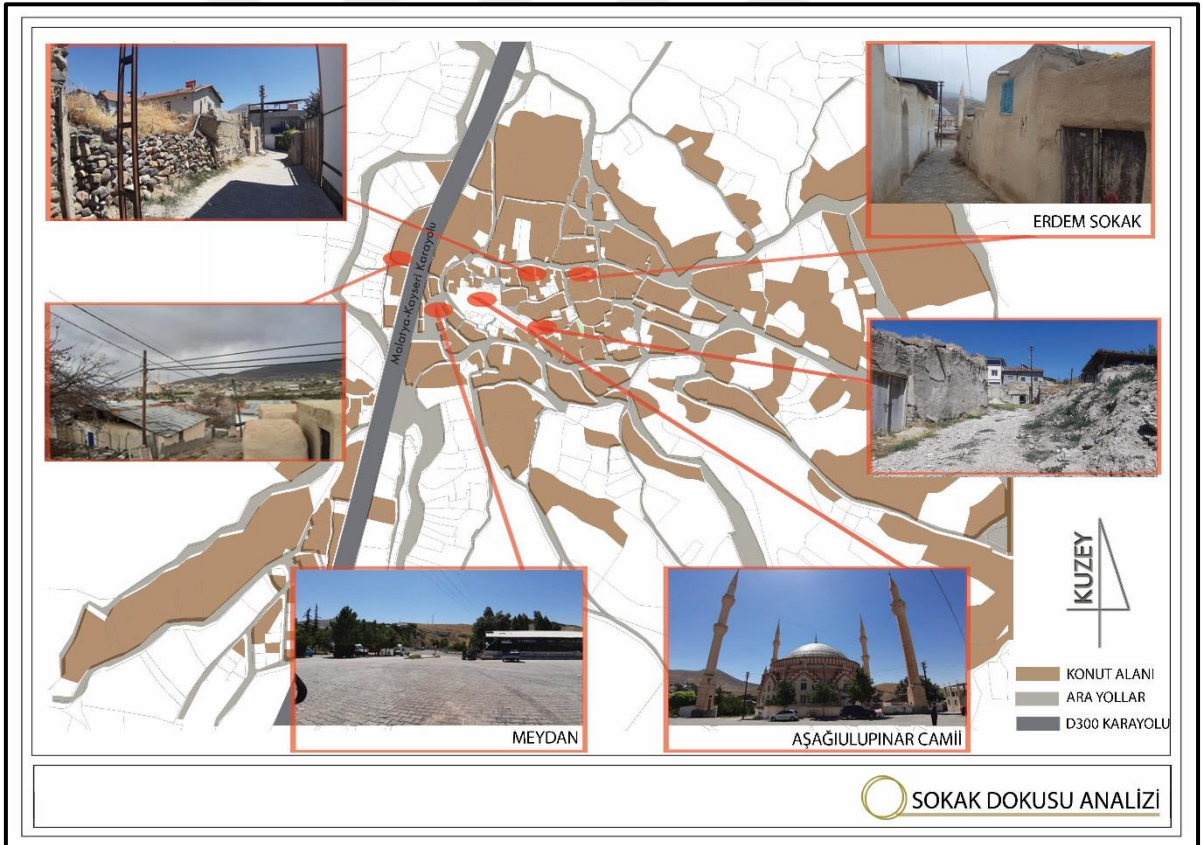 ERDEM SOKAK
Malatya-Kayseri Karayolu
KUZEY
KONUT ALANI
ARA YOLLAR
D300 KARAYOLU
MEYDAN
AŞAĞIULUPINAR CAMİİ
SOKAK DOKUSU ANALİZİ